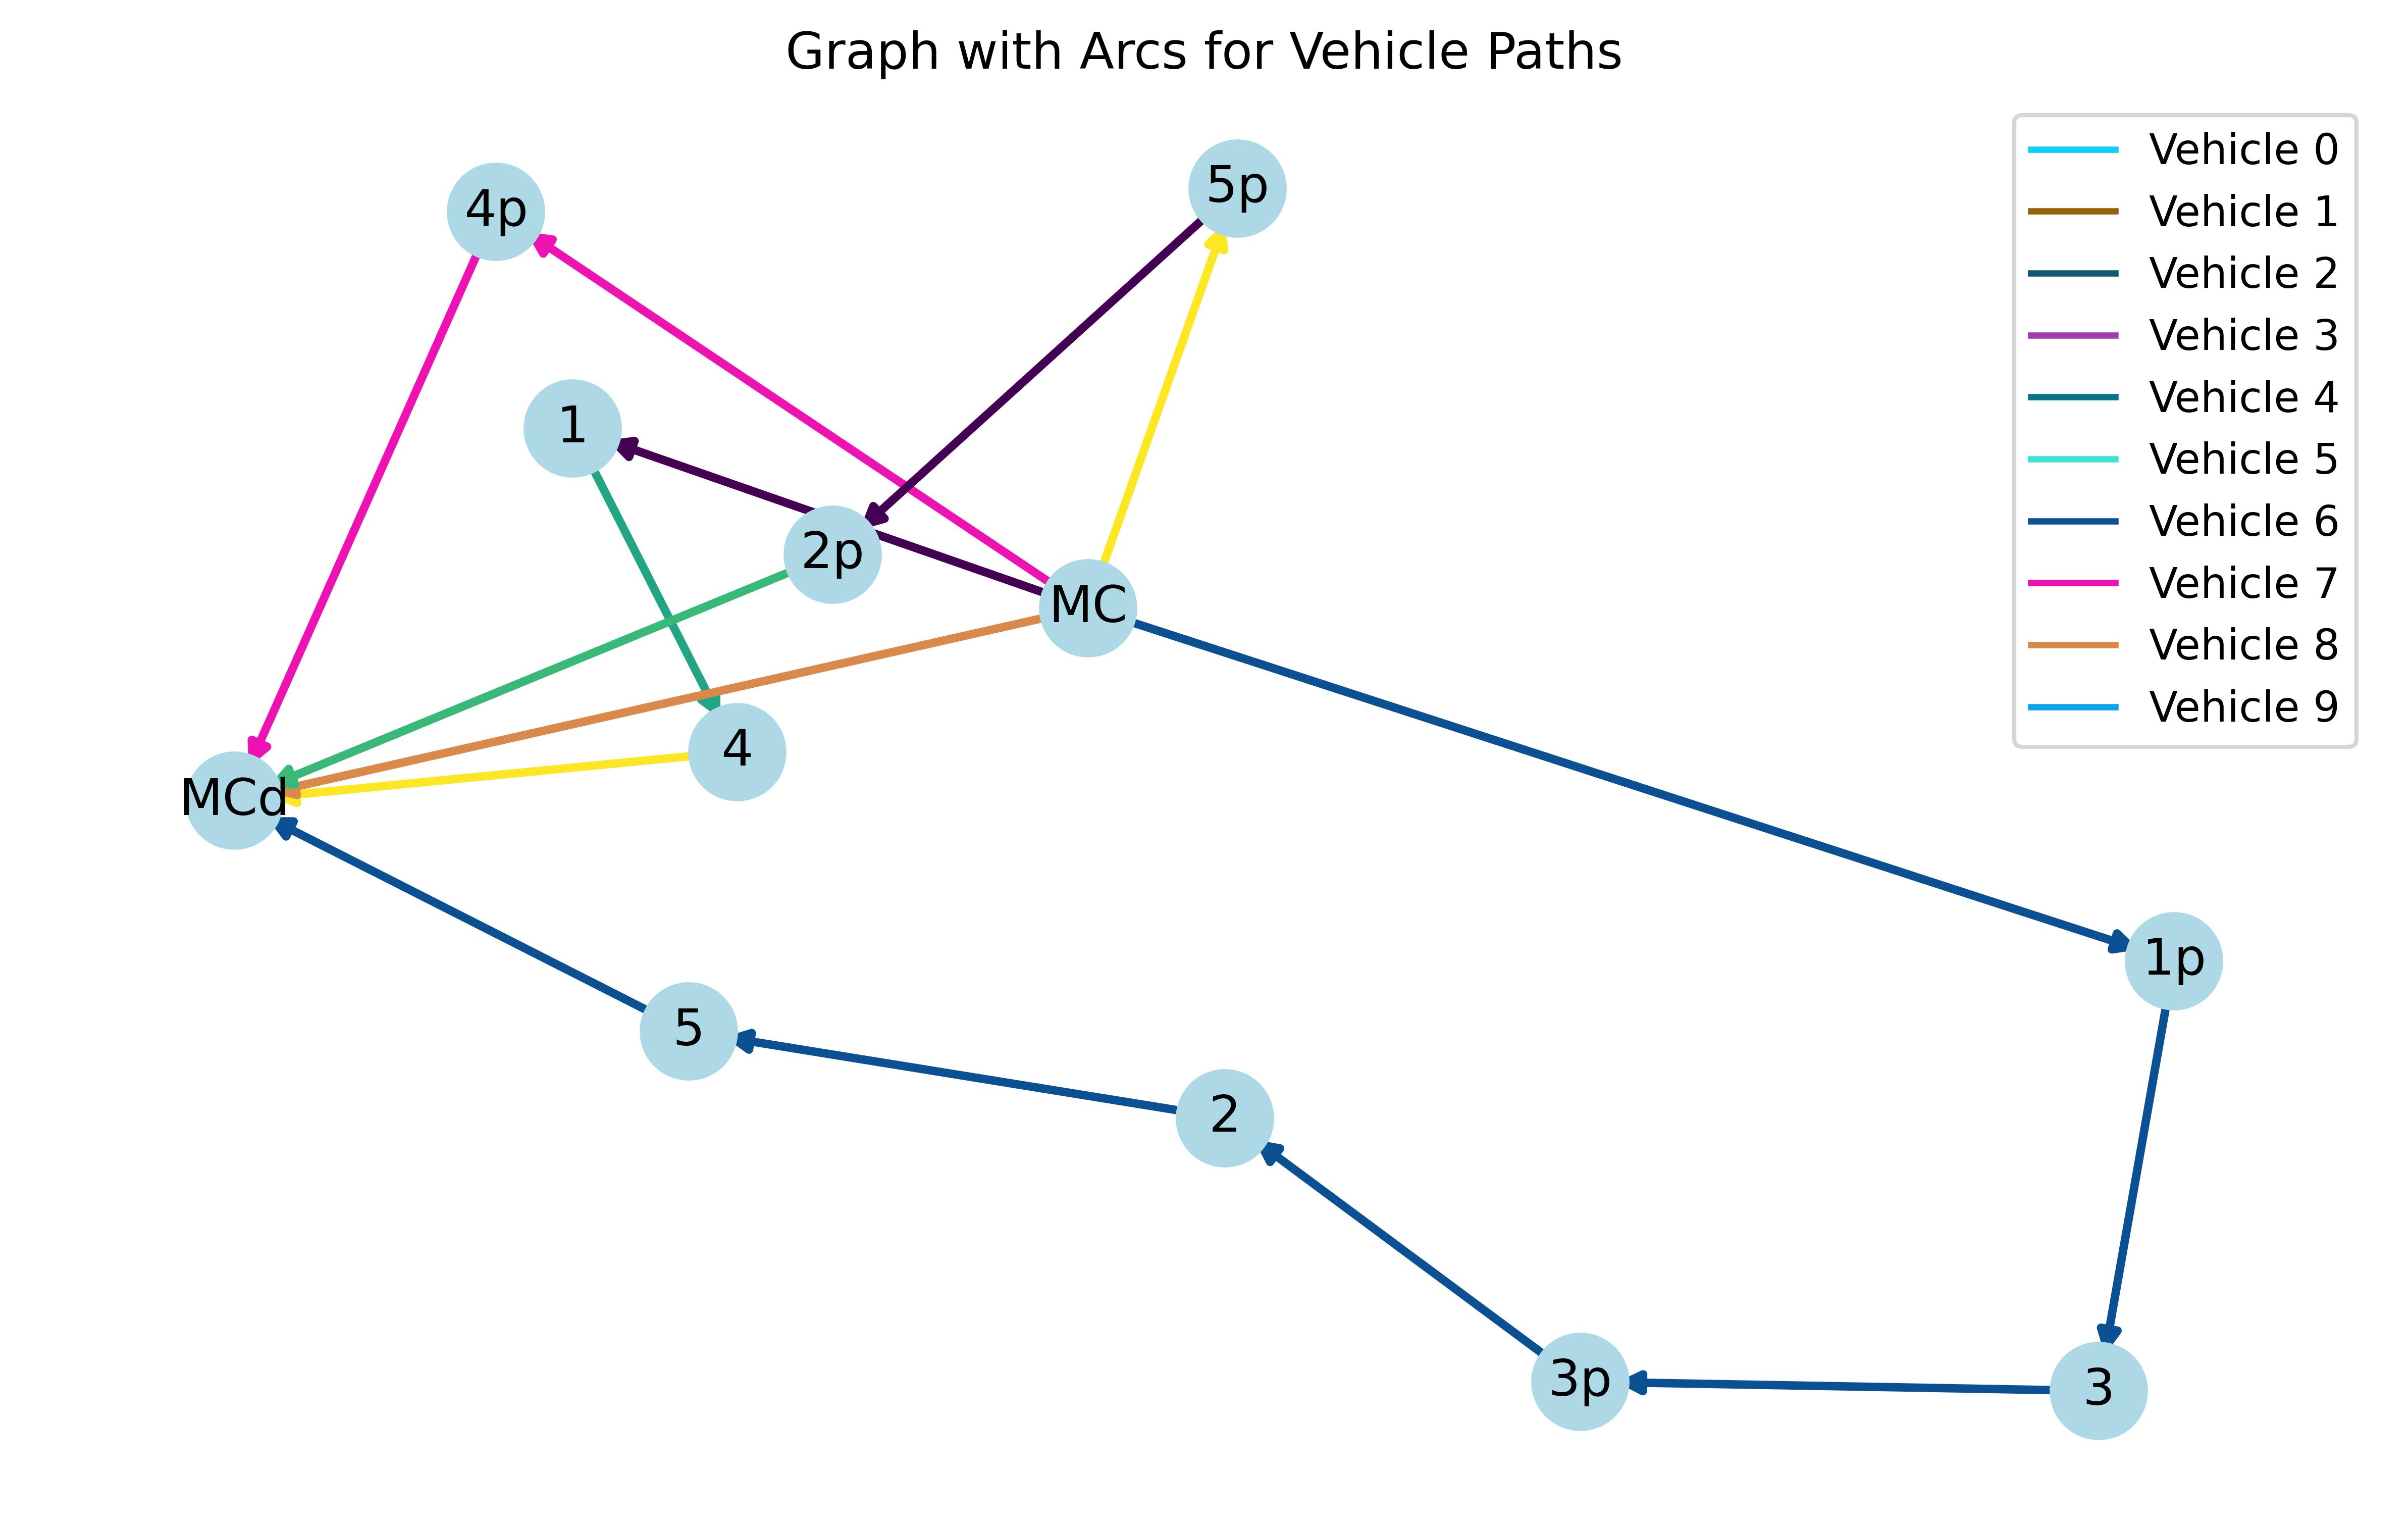 Graph with Arcs for Vehicle Paths
Vehicle 0
Vehicle 1
Vehicle 2
Vehicle 3
Vehicle 4
Vehicle 5
Vehicle 6
Vehicle 7
Vehicle 8
Vehicle 9
5p
4p
1
2p
MC
4
MCd
1p
5
2
3p
3